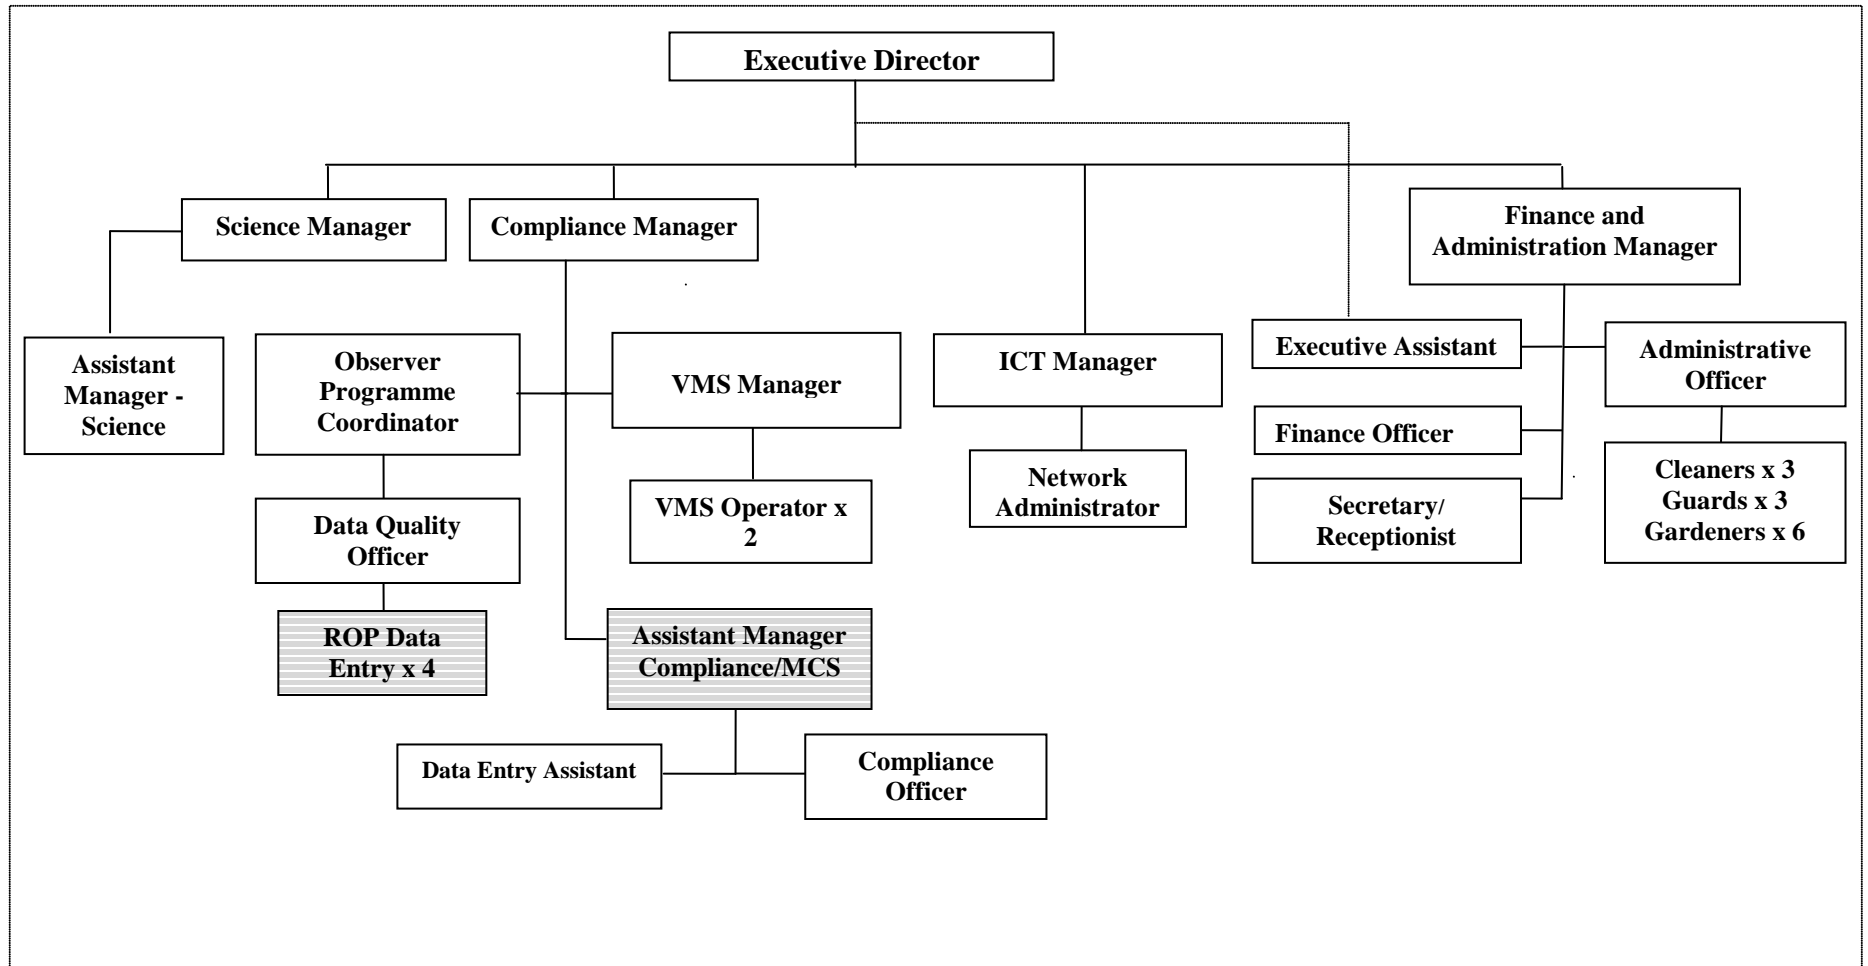 Executive Director
Science Manager
Compliance Manager
Finance and
Administration Manager
Assistant
Manager -
Science
Observer
Programme
Coordinator
VMS Manager
ICT Manager
Executive Assistant
Administrative
Officer
Finance Officer
Data Quality
Officer
VMS Operator x
2
Network
Administrator
Secretary/
Receptionist
Cleaners x 3
Guards x 3
Gardeners x 6
ROP Data
Entry x 4
Assistant Manager
Compliance/MCS
Data Entry Assistant
Compliance
Officer